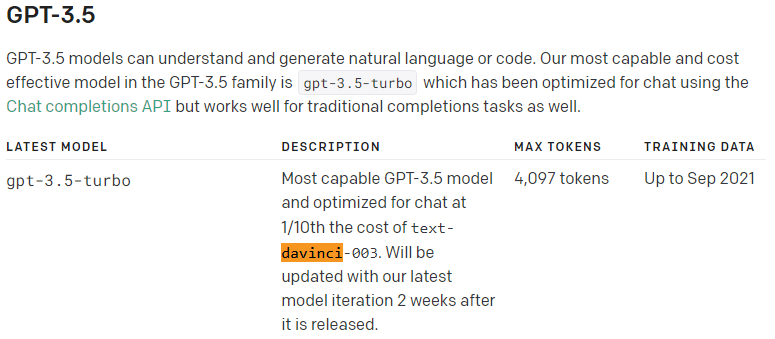 GPT-3.5
GPT-3.5 models can understand and generate natural language or code. Our most capable and cost
effective model in the GPT-3.5 family is gpt-3.5-turbo which has been optimized for chat using the
Chat completions API but works well for traditional completions tasks as well.
LATEST MODEL DESCRIPTION MAX TOKENS TRAINING DATA
gpt-3.5-turbo Most capable GPT-3.5 model 4,097 tokens Up to Sep 2021
and optimized for chat at
1/10th the cost of text-
davinci-003. Will be
updated with our latest
model iteration 2 weeks after
it is released.